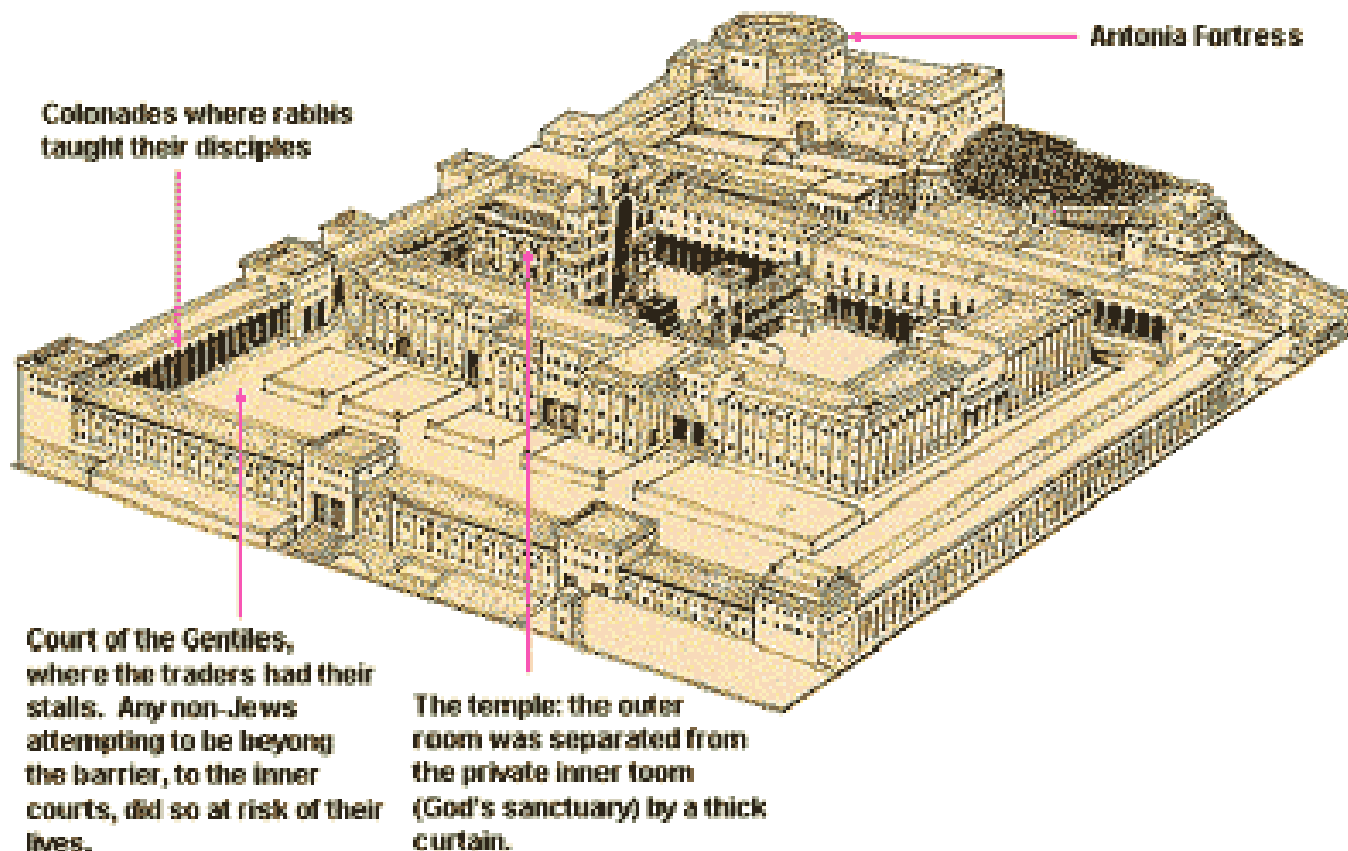 Antonia Fortress
Colonades where rabbis
taught their disciples
Court of the Gentiles,
where the traders had their
stalls. Any non-Jews
attempting to be beyong
the barrier, to the inner
courts, did so at risk of their
lives.
The temple: the outer
room was separated from
the private inner toom
(God's sanctuary) by a thick
curtain.